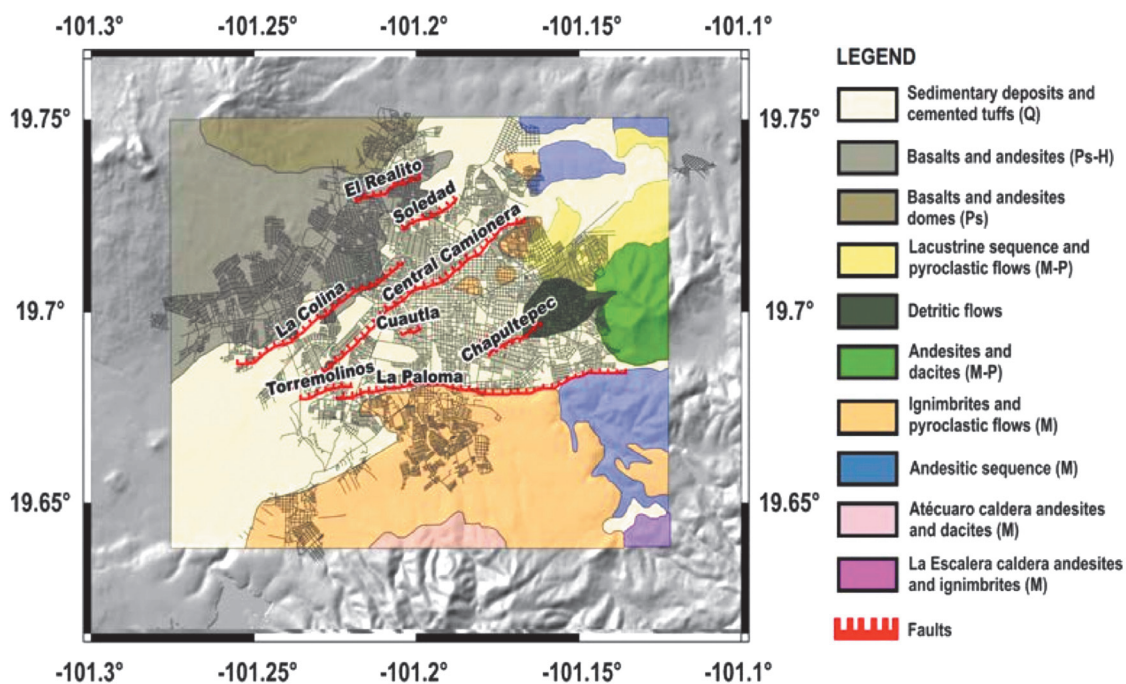 -101.3° -101.25° -101.2° -101.15° -101.1°
LEGEND
Sedimentary deposits and
cemented tuffs (Q)
19.75° 19.75°
Basalts and andesites (Ps-H)
El Realito
Soledad
Basalts and andesites
domes (Ps)
Central Camionera
Lacustrine sequence and
pyroclastic flows (M-P)
La Colina
19.7° 19.7°
Detritic flows
Cuautla
Chapultepec
Andesites and
dacites (M-P)
Torremolinos
La Paloma
Ignimbrites and
pyroclastic flows (M)
Andesitic sequence (M)
19.65° 19.65°
Atécuaro caldera andesites
and dacites (M)
La Escalera caldera andesites
and ignimbrites (M)
Faults
-101.3° -101.25° -101.2° -101.15° -101.1°